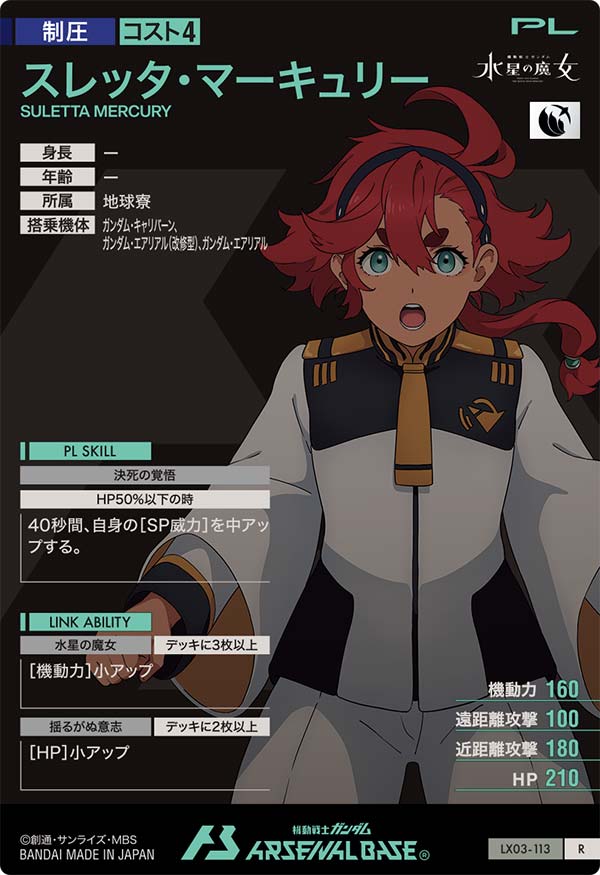 制圧 コスト4
PL
スレッタ・マーキュリー
SULETTA MERCURY
機動戦士ガンダム
水星の魔女
身長 ―
年齢 ―
所属 地球寮
搭乗機体 ガンダム・キャリバーン、
ガンダム・エアリアル(改修型)、ガンダム・エアリアル
PL SKILL
決死の覚悟
HP50%以下の時
40秒間、自身の[SP威力]を中アッ
プする。
LINK ABILITY
水星の魔女 デッキに3枚以上
[機動力]小アップ
揺るがぬ意志 デッキに2枚以上
[HP]小アップ
機動力 160
遠距離攻撃 100
近距離攻撃 180
HP 210
©創通・サンライズ・MBS
BANDAI MADE IN JAPAN
機動戦士ガンダム
ARSENAL BASE®
LX03-113 R